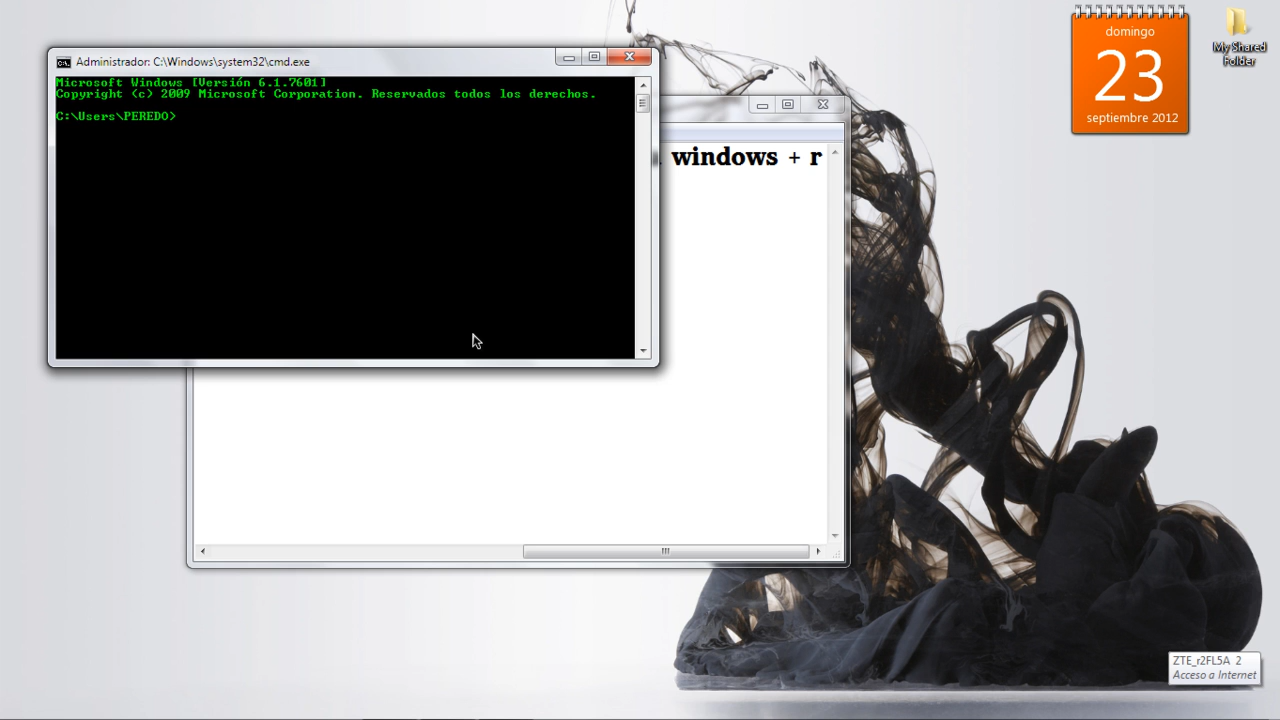 Administrador: C:\Windows\system32\cmd.exe
Microsoft Windows [Versión 6.1.7601]
Copyright (c) 2009 Microsoft Corporation. Reservados todos los derechos.
C:\Users\PEREDO>
windows + r
domingo
23
septiembre 2012
My Shared
Folder
ZTE_r2FL5A 2
Acceso a Internet